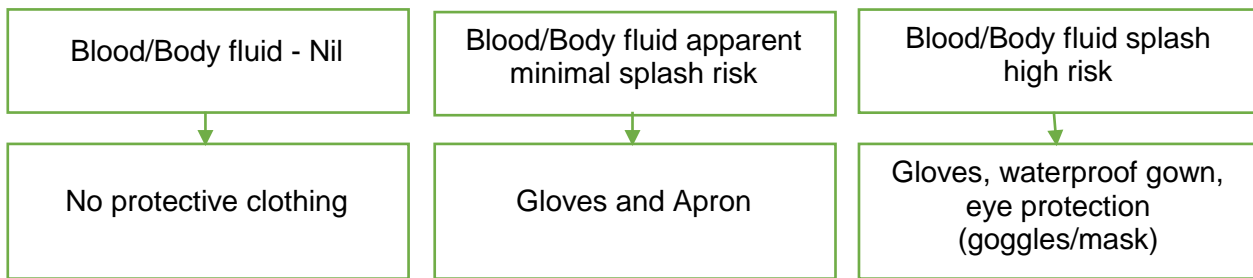 Blood/Body fluid - Nil
Blood/Body fluid apparent
minimal splash risk
Blood/Body fluid splash
high risk
No protective clothing
Gloves and Apron
Gloves, waterproof gown,
eye protection
(goggles/mask)